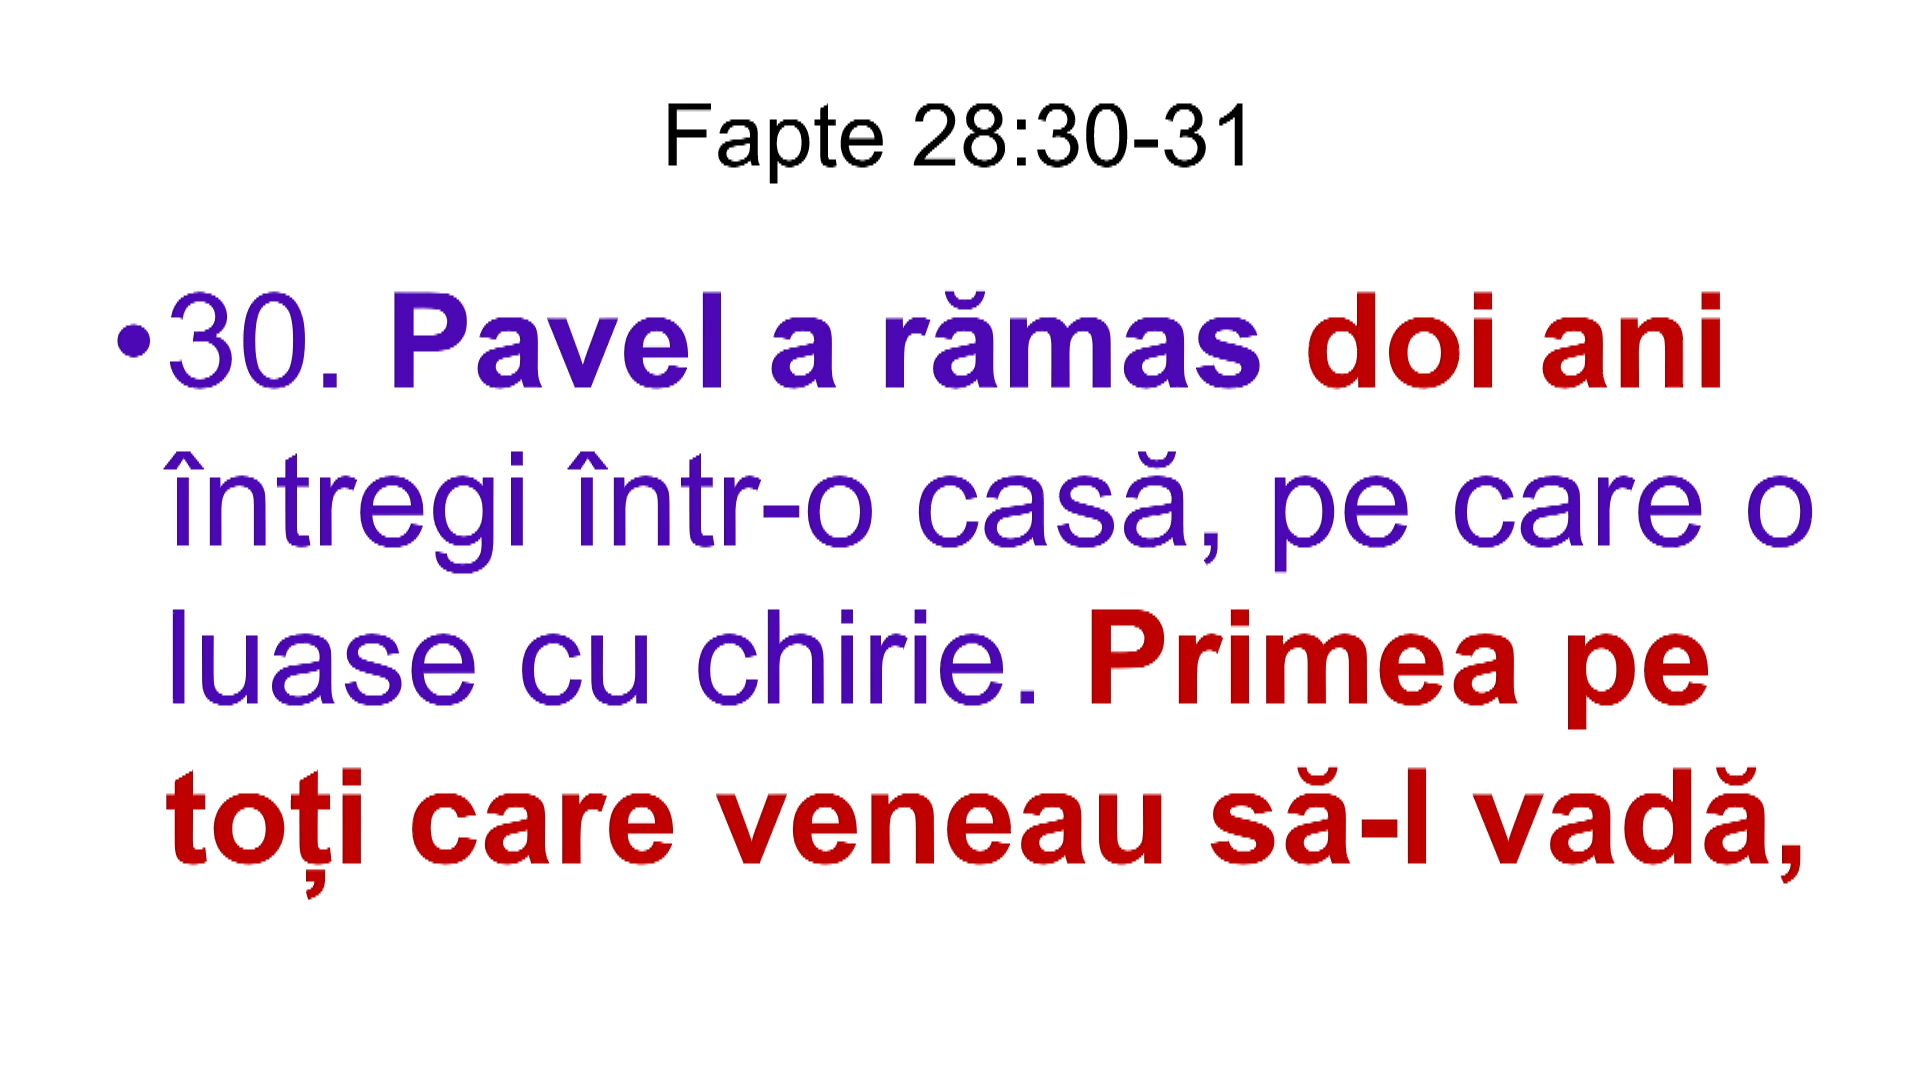 Fapte 28:30-31
•30. Pavel a rămas doi ani
întregi într-o casă, pe care o
luase cu chirie. Primea pe
toți care veneau să-l vadă,